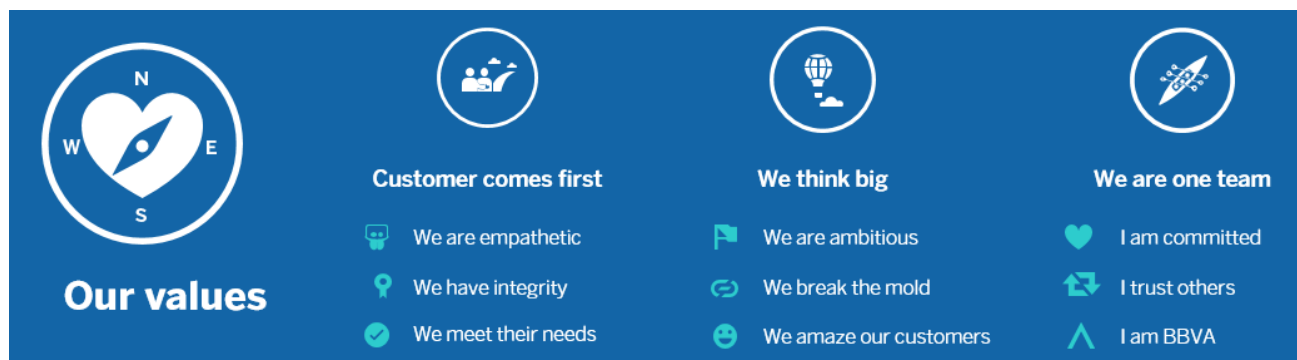 N
W
E
S
Our values
Customer comes first
We are empathetic
We have integrity
We meet their needs
We think big
We are ambitious
We break the mold
We amaze our customers
We are one team
I am committed
I trust others
I am BBVA